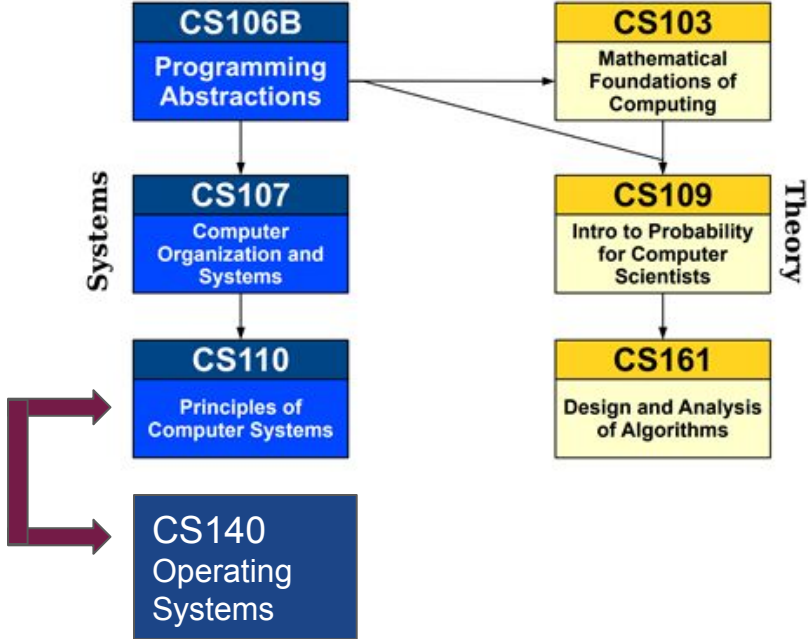 CS106B
Programming
Abstractions
CS103
Mathematical
Foundations of
Computing
Systems
CS107
Computer
Organization and
Systems
CS109
Intro to Probability
for Computer
Scientists
Theory
CS110
Principles of
Computer Systems
CS161
Design and Analysis
of Algorithms
CS140
Operating
Systems